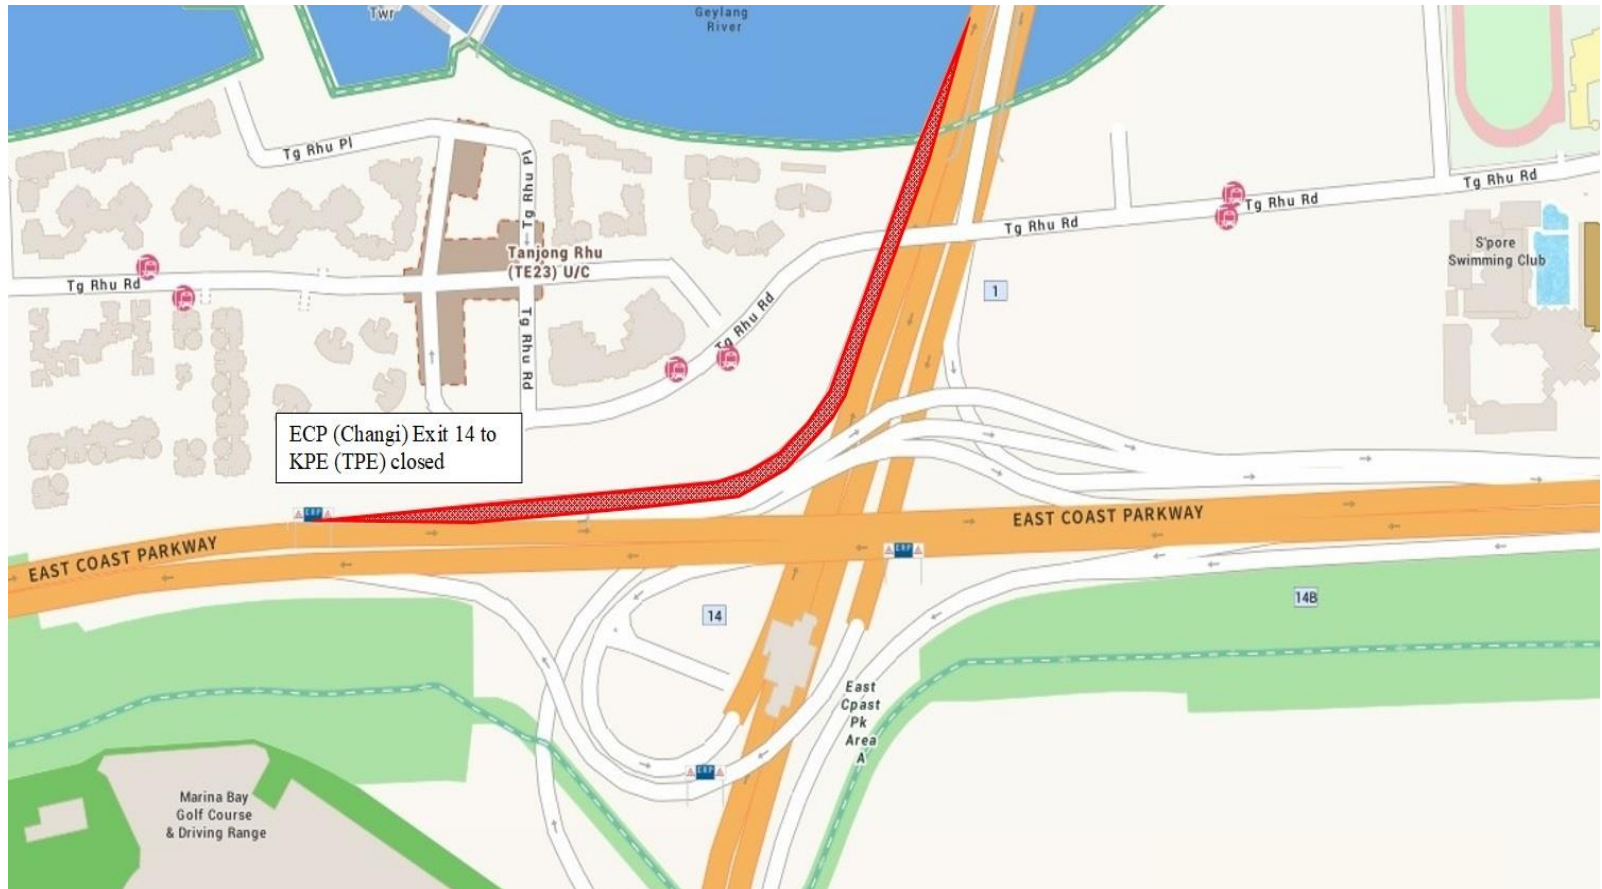 Twr
Geylang
River
Tg Rhu Pl
Tg Rhu Pl
Tg Rhu Rd
Tg Rhu Rd
Tg Rhu Rd
S'pore
Swimming Club
Tanjong Rhu
(TE23) U/C
Tg Rhu Rd
1
Tg Rhu Rd
Tg Rhu Rd
ECP (Changi) Exit 14 to
KPE (TPE) closed
ERP
EAST COAST PARKWAY
EAST COAST PARKWAY
ERP
14
14B
East
Cpast
Pk
Area
A
ERP
Marina Bay
Golf Course
& Driving Range